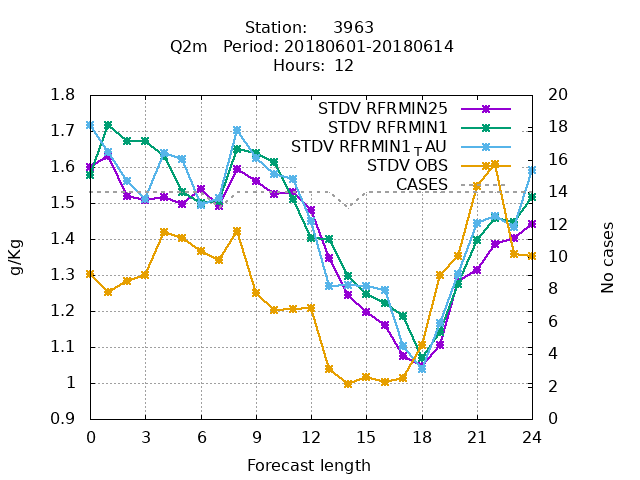 Station: 3963
Q2m Period: 20180601-20180614
Hours: 12
1.8
1.7
1.6
1.5
1.4
1.3
1.2
1.1
1
0.9
20
18
16
14
12
10
8
6
4
2
0
STDV RFRMIN25
STDV RFRMIN1
STDV RFRMIN1TAU
STDV OBS
CASES
g/Kg
No cases
0 3 6 9 12 15 18 21 24
Forecast length